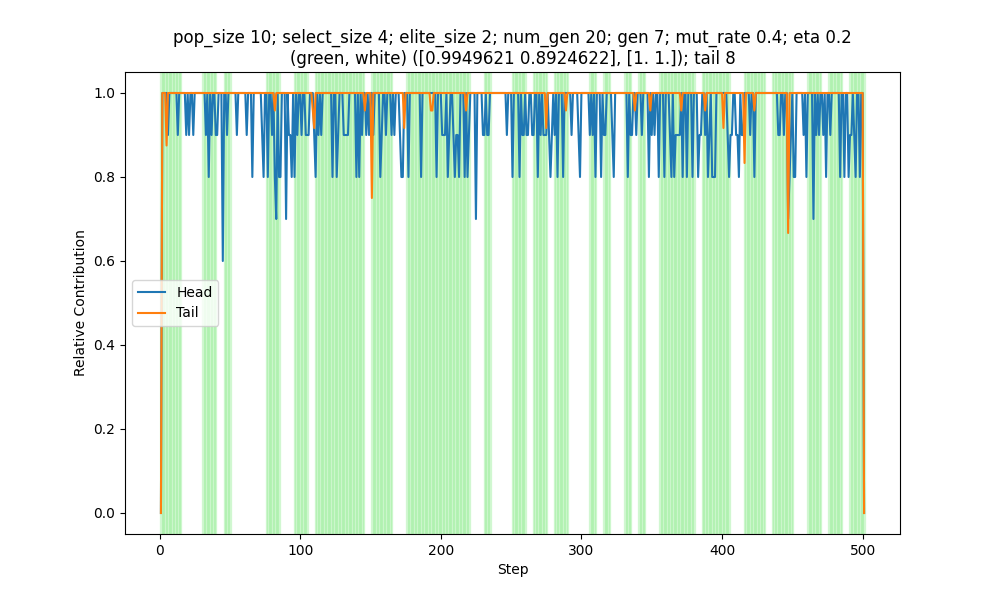 pop_size 10; select_size 4; elite_size 2; num_gen 20; gen 7; mut_rate 0.4; eta 0.2
(green, white) ([0.9949621 0.8924622], [1. 1.]); tail 8
1.0
0.8
0.6
0.4
0.2
0.0
Relative Contribution
Head
Tail
0
100
200
300
400
500
Step